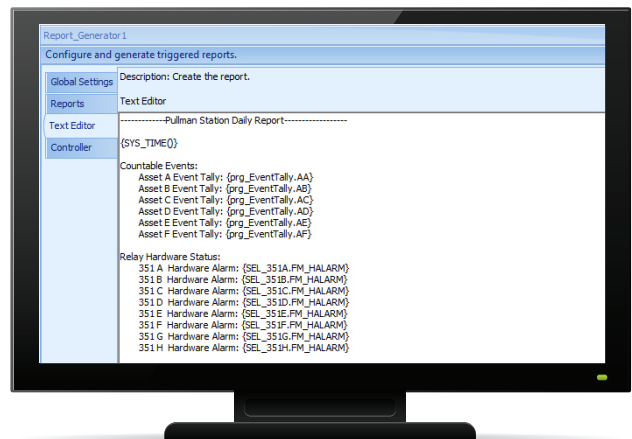 Report_Generator1
Configure and generate triggered reports.
Global Settings
Reports
Text Editor
Controller
Description: Create the report.
Text Editor
-------------Pullman Station Daily Report------------------
{SYS_TIME()}
Countable Events:
Asset A Event Tally: {prg_EventTally.AA}
Asset B Event Tally: {prg_EventTally.AB}
Asset C Event Tally: {prg_EventTally.AC}
Asset D Event Tally: {prg_EventTally.AD}
Asset E Event Tally: {prg_EventTally.AE}
Asset F Event Tally: {prg_EventTally.AF}
Relay Hardware Status:
351 A Hardware Alarm: {SEL_351A.FM_HALARM}
351 B Hardware Alarm: {SEL_351B.FM_HALARM}
351 C Hardware Alarm: {SEL_351C.FM_HALARM}
351 D Hardware Alarm: {SEL_351D.FM_HALARM}
351 E Hardware Alarm: {SEL_351E.FM_HALARM}
351 F Hardware Alarm: {SEL_351F.FM_HALARM}
351 G Hardware Alarm: {SEL_351G.FM_HALARM}
351 H Hardware Alarm: {SEL_351H.FM_HALARM}